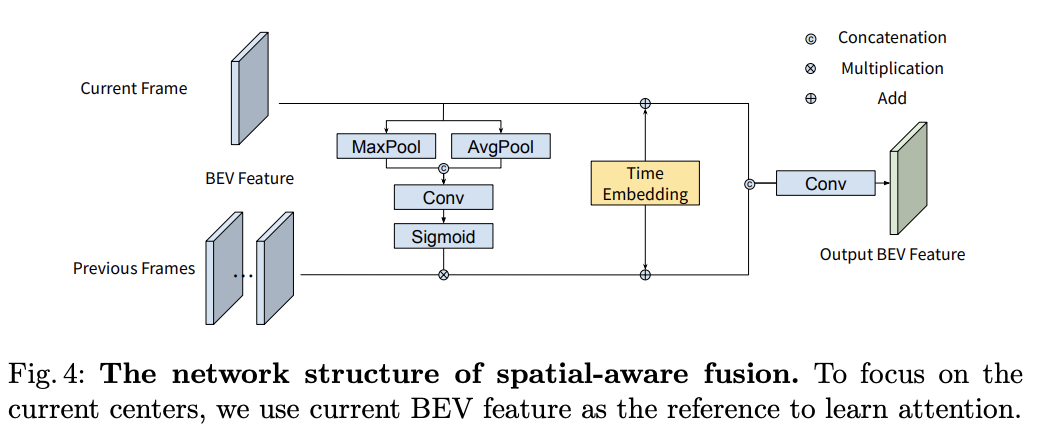 Current Frame
Concatenation
Multiplication
Add
MaxPool
AvgPool
c
c
c
BEV Feature
Conv
Sigmoid
Time
Embedding
Conv
Previous Frames
...
Output BEV Feature
Fig. 4: The network structure of spatial-aware fusion. To focus on the
current centers, we use current BEV feature as the reference to learn attention.